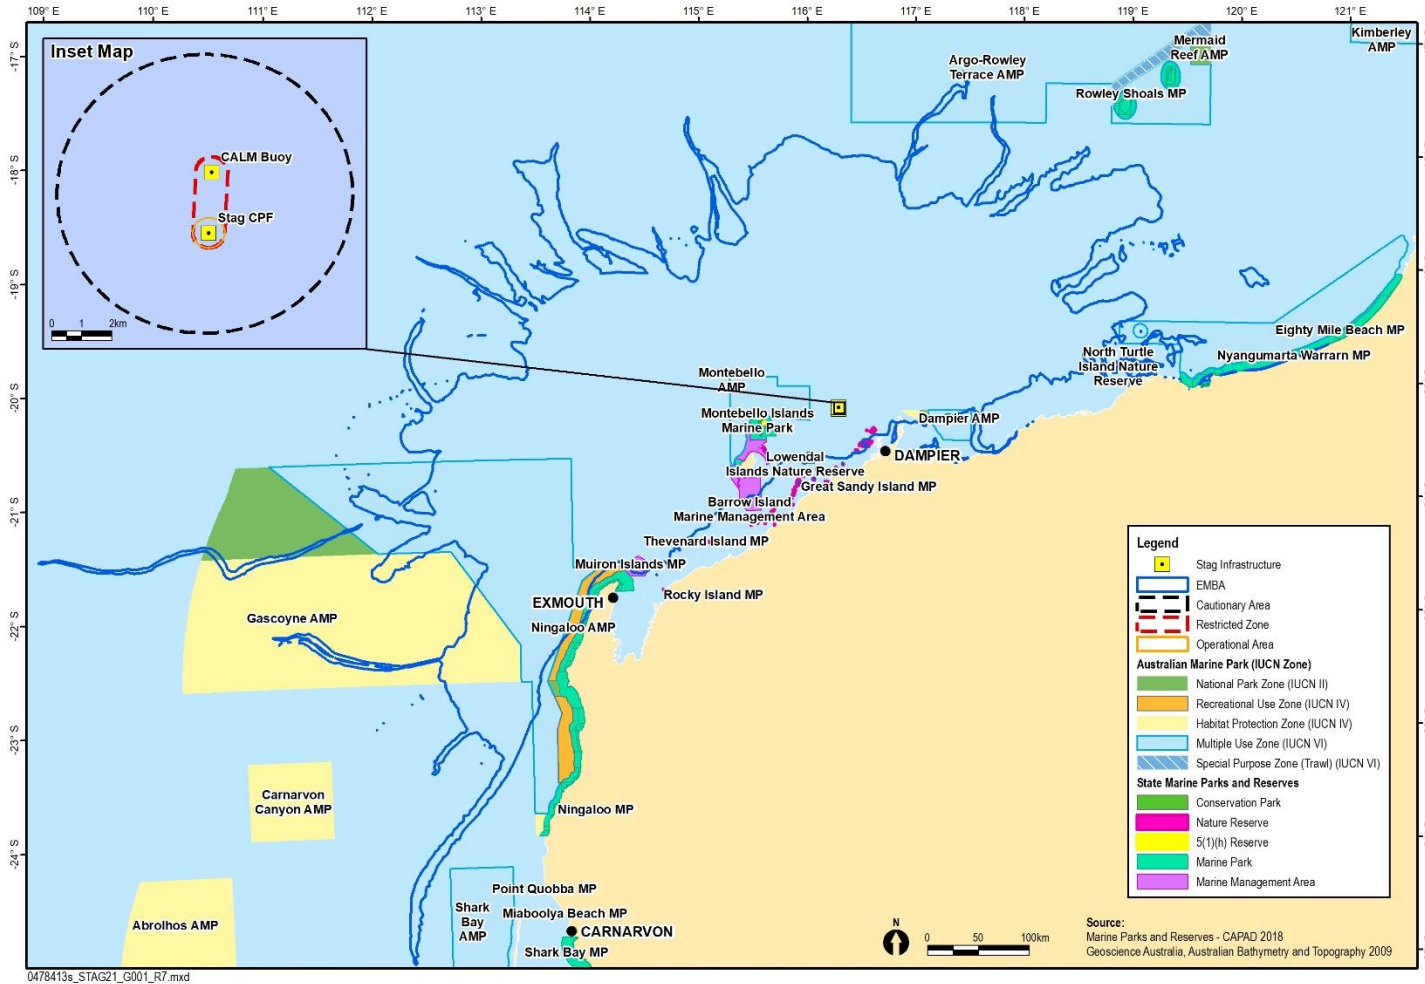 109° E
110° E
111° E
112° E
113° E
114° E
115° E
116° E
117° E
118° E
119° E
120° E
121° E
-17° S
-18° S
-19° S
-20° S
-21° S
-22° S
-23° S
-24° S
Inset Map
CALM Buoy
Stag CPF
0 1 2km
Argo-Rowley
Terrace AMP
Mermaid
Reef AMP
Kimberley
AMP
Rowley Shoals MP
Eighty Mile Beach MP
Nyangumarta Warrarn MP
North Turtle
Island Nature
Reserve
Montebello
AMP
Montebello Islands
Marine Park
Dampier AMP
DAMPIER
Lowendal
Islands Nature Reserve
Great Sandy Island MP
Barrow Island
Marine Management Area
Thevenard Island MP
Muiron Islands MP
Rocky Island MP
EXMOUTH
Ningaloo AMP
Gascoyne AMP
Carnarvon
Canyon AMP
Ningaloo MP
Abrolhos AMP
Shark
Bay
AMP
Point Quobba MP
Miaboolya Beach MP
CARNARVON
Shark Bay MP
Legend
Stag Infrastructure
EMBA
Cautionary Area
Restricted Zone
Operational Area
Australian Marine Park (IUCN Zone)
National Park Zone (IUCN II)
Recreational Use Zone (IUCN IV)
Habitat Protection Zone (IUCN IV)
Multiple Use Zone (IUCN VI)
Special Purpose Zone (Trawl) (IUCN VI)
State Marine Parks and Reserves
Conservation Park
Nature Reserve
5(1)(h) Reserve
Marine Park
Marine Management Area
N
0 50 100km
Source:
Marine Parks and Reserves - CAPAD 2018
Geoscience Australia, Australian Bathymetry and Topography 2009
0478413s_STAG21_G001_R7.mxd